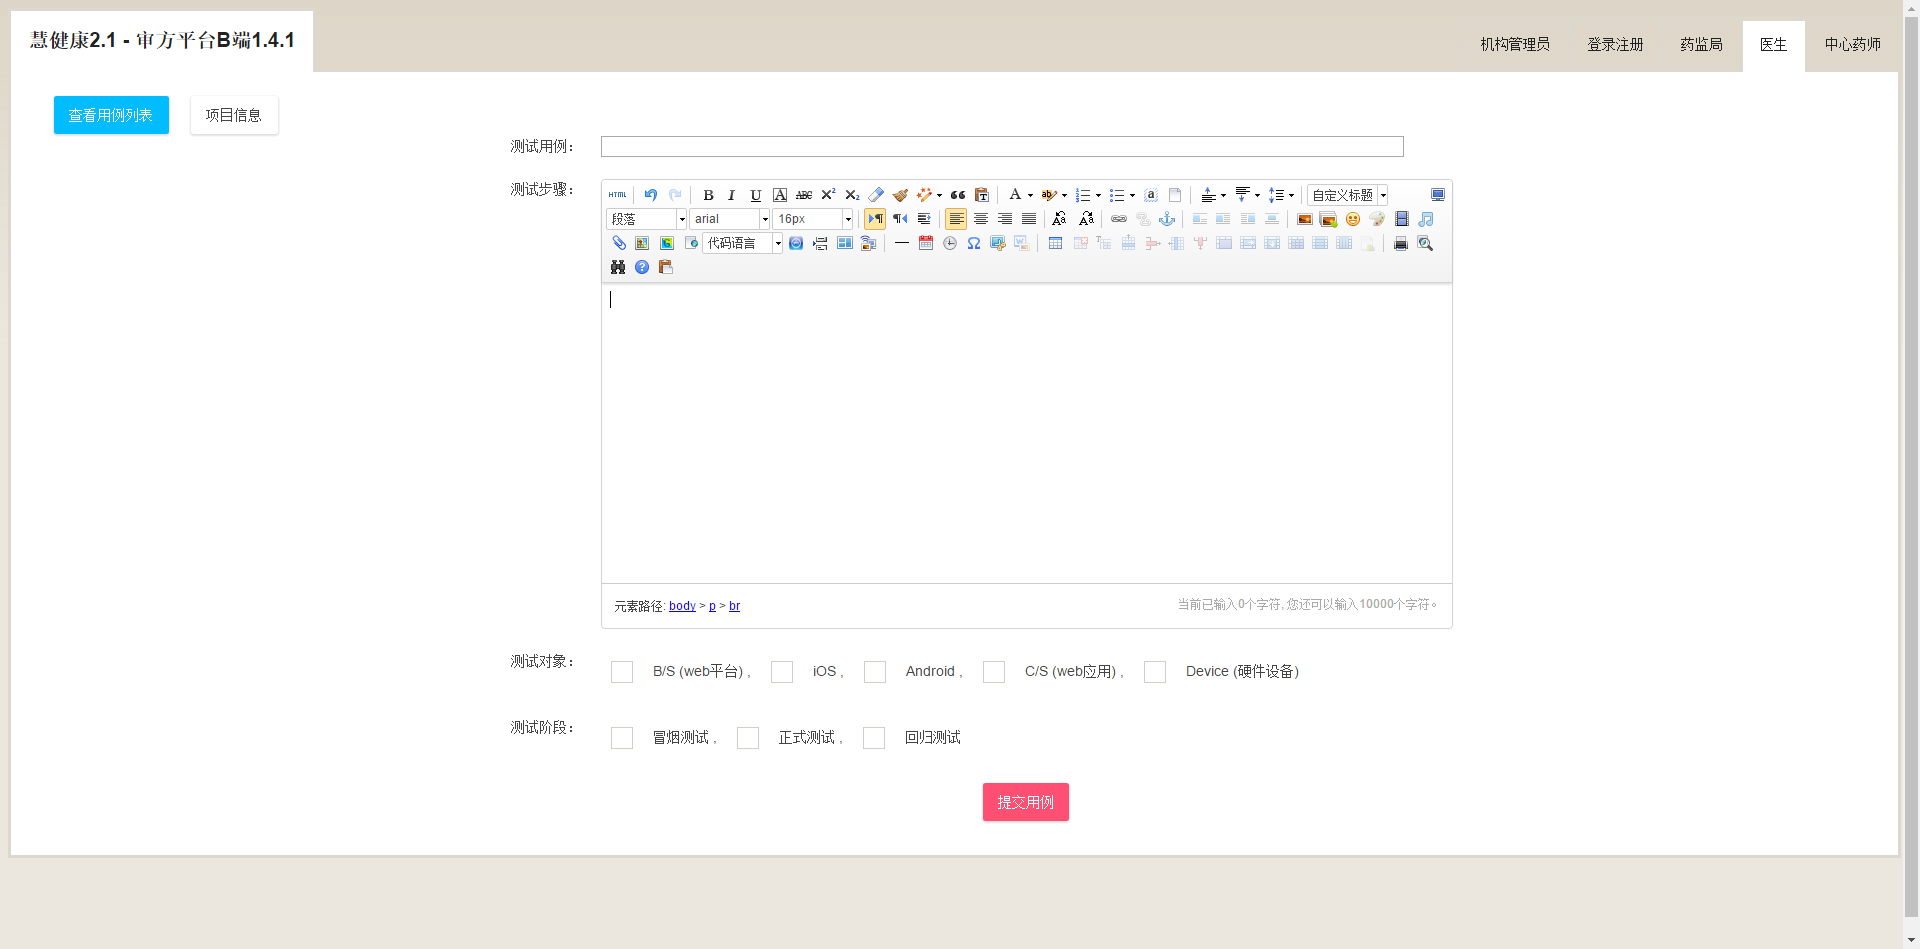 慧健康2.1 - 审方平台B端1.4.1
机构管理员 登录注册 药监局 医生 中心药师
查看用例列表 项目信息
测试用例：
测试步骤：
HTML B I U A ABC X² X₂ A ab a 自定义标题
段落 arial 16px
代码语言
元素路径: body > p > br
当前已输入0个字符, 您还可以输入10000个字符。
测试对象： B/S (web平台) , iOS , Android , C/S (web应用) , Device (硬件设备)
测试阶段： 冒烟测试 , 正式测试 , 回归测试
提交用例